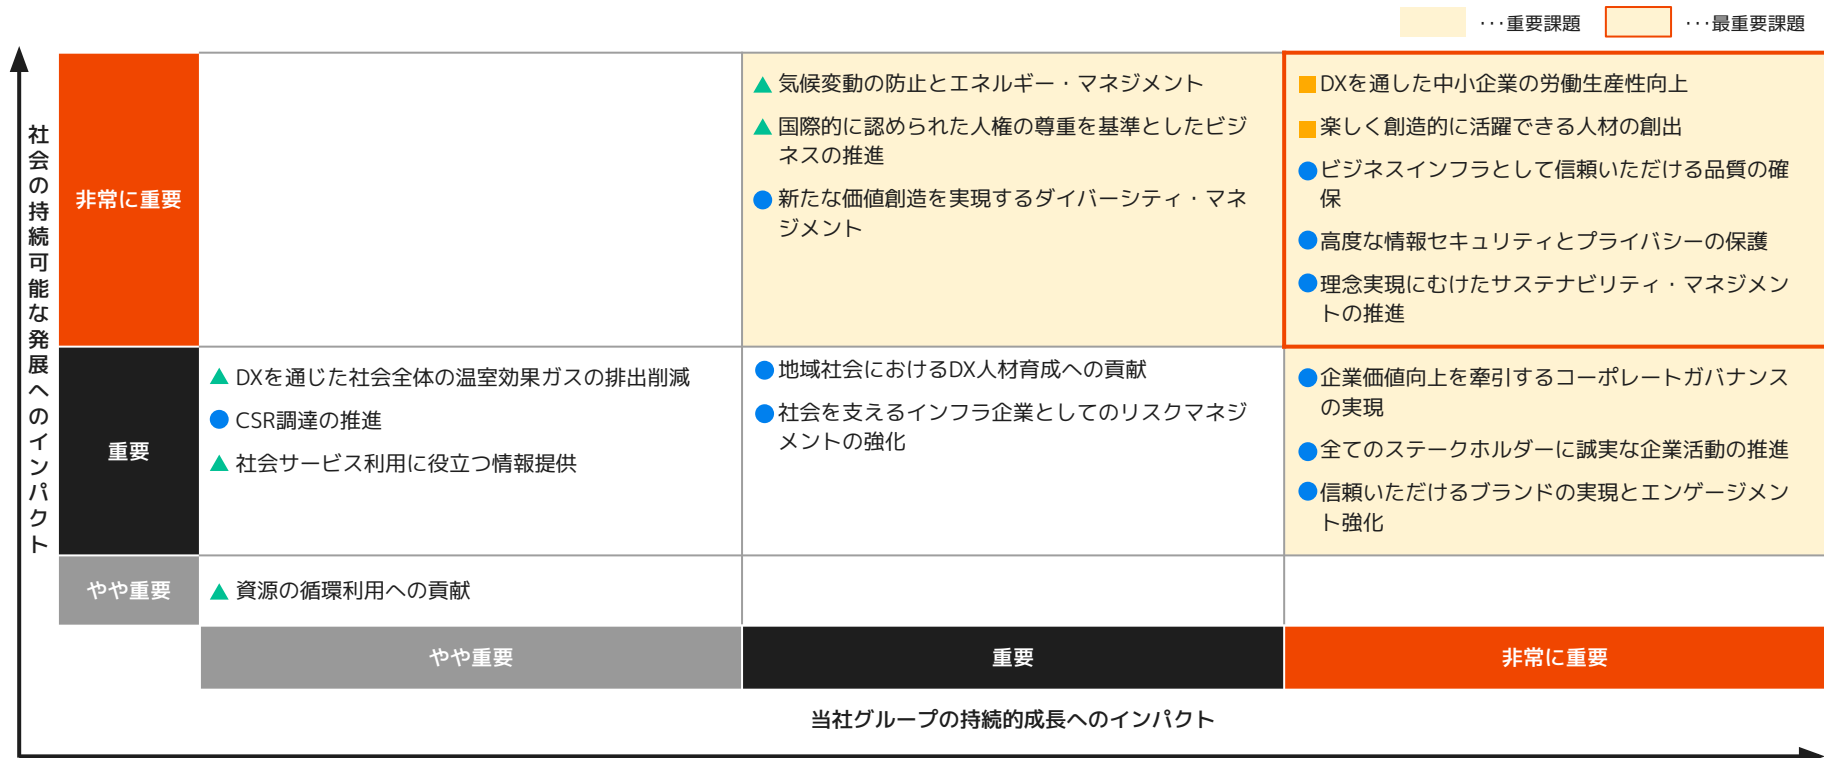 ･･･重要課題
･･･最重要課題
社会の持続可能な発展へのインパクト
非常に重要
気候変動の防止とエネルギー・マネジメント
国際的に認められた人権の尊重を基準としたビジ
ネスの推進
新たな価値創造を実現するダイバーシティ・マネ
ジメント
DXを通した中小企業の労働生産性向上
楽しく創造的に活躍できる人材の創出
ビジネスインフラとして信頼いただける品質の確
保
高度な情報セキュリティとプライバシーの保護
理念実現にむけたサステナビリティ・マネジメン
トの推進
重要
DXを通じた社会全体の温室効果ガスの排出削減
CSR調達の推進
社会サービス利用に役立つ情報提供
地域社会におけるDX人材育成への貢献
社会を支えるインフラ企業としてのリスクマネジ
メントの強化
企業価値向上を牽引するコーポレートガバナンス
の実現
全てのステークホルダーに誠実な企業活動の推進
信頼いただけるブランドの実現とエンゲージメン
ト強化
やや重要
資源の循環利用への貢献
やや重要
重要
非常に重要
当社グループの持続的成長へのインパクト